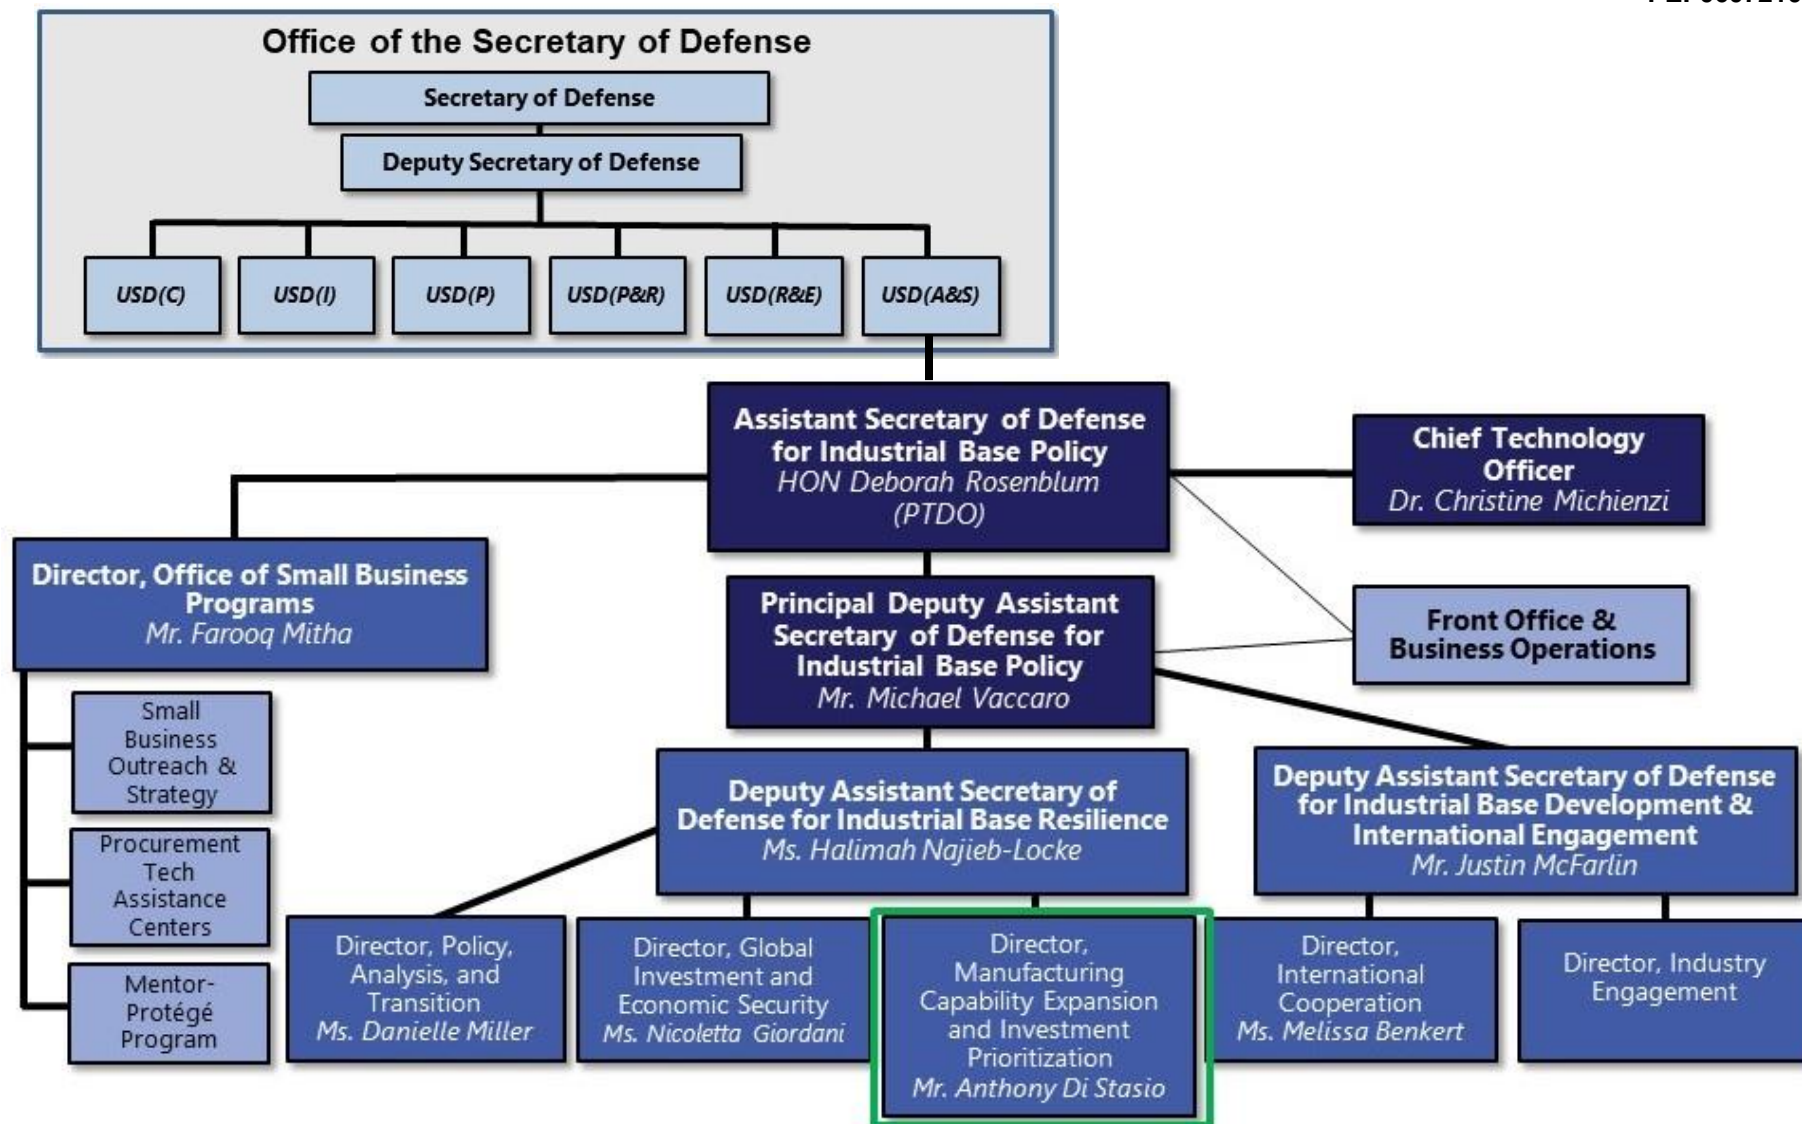 Office of the Secretary of Defense
Secretary of Defense
Deputy Secretary of Defense
USD(C)
USD(I)
USD(P)
USD(P&R)
USD(R&E)
USD(A&S)
Assistant Secretary of Defense
for Industrial Base Policy
HON Deborah Rosenblum
(PTDO)
Chief Technology
Officer
Dr. Christine Michienzi
Director, Office of Small Business
Programs
Mr. Farooq Mitha
Principal Deputy Assistant
Secretary of Defense for
Industrial Base Policy
Mr. Michael Vaccaro
Front Office &
Business Operations
Small
Business
Outreach &
Strategy
Procurement
Tech
Assistance
Centers
Mentor-
Protégé
Program
Deputy Assistant Secretary of
Defense for Industrial Base Resilience
Ms. Halimah Najieb-Locke
Deputy Assistant Secretary of Defense
for Industrial Base Development &
International Engagement
Mr. Justin McFarlin
Director, Policy,
Analysis, and
Transition
Ms. Danielle Miller
Director, Global
Investment and
Economic Security
Ms. Nicoletta Giordani
Director,
Manufacturing
Capability Expansion
and Investment
Prioritization
Mr. Anthony Di Stasio
Director,
International
Cooperation
Ms. Melissa Benkert
Director, Industry
Engagement